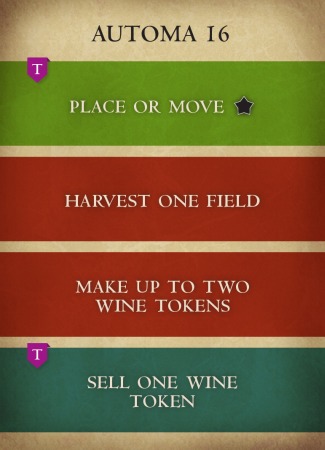 AUTOMA 16
T
PLACE OR MOVE
HARVEST ONE FIELD
MAKE UP TO TWO
WINE TOKENS
T
SELL ONE WINE
TOKEN